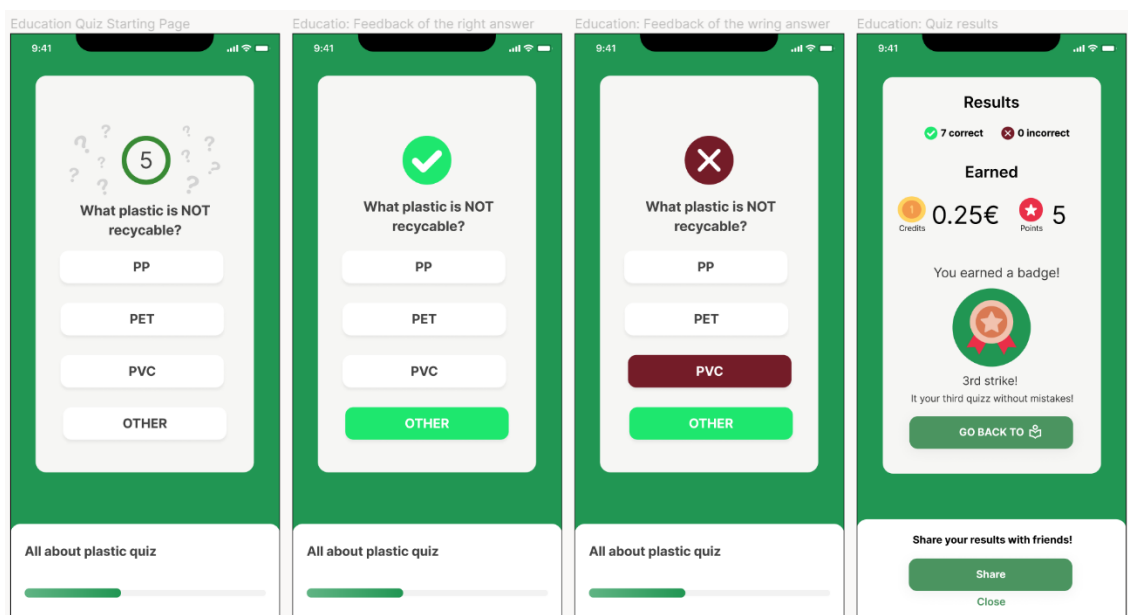 Education Quiz Starting Page
9:41
5
What plastic is NOT
recycable?
PP
PET
PVC
OTHER
All about plastic quiz
Educatio: Feedback of the right answer
9:41
What plastic is NOT
recycable?
PP
PET
PVC
OTHER
All about plastic quiz
Education: Feedback of the wring answer
9:41
What plastic is NOT
recycable?
PP
PET
PVC
OTHER
All about plastic quiz
Education: Quiz results
9:41
Results
7 correct 0 incorrect
Earned
1 0.25€ 5
Credits Points
You earned a badge!
3rd strike!
It your third quizz without mistakes!
GO BACK TO
Share your results with friends!
Share
Close